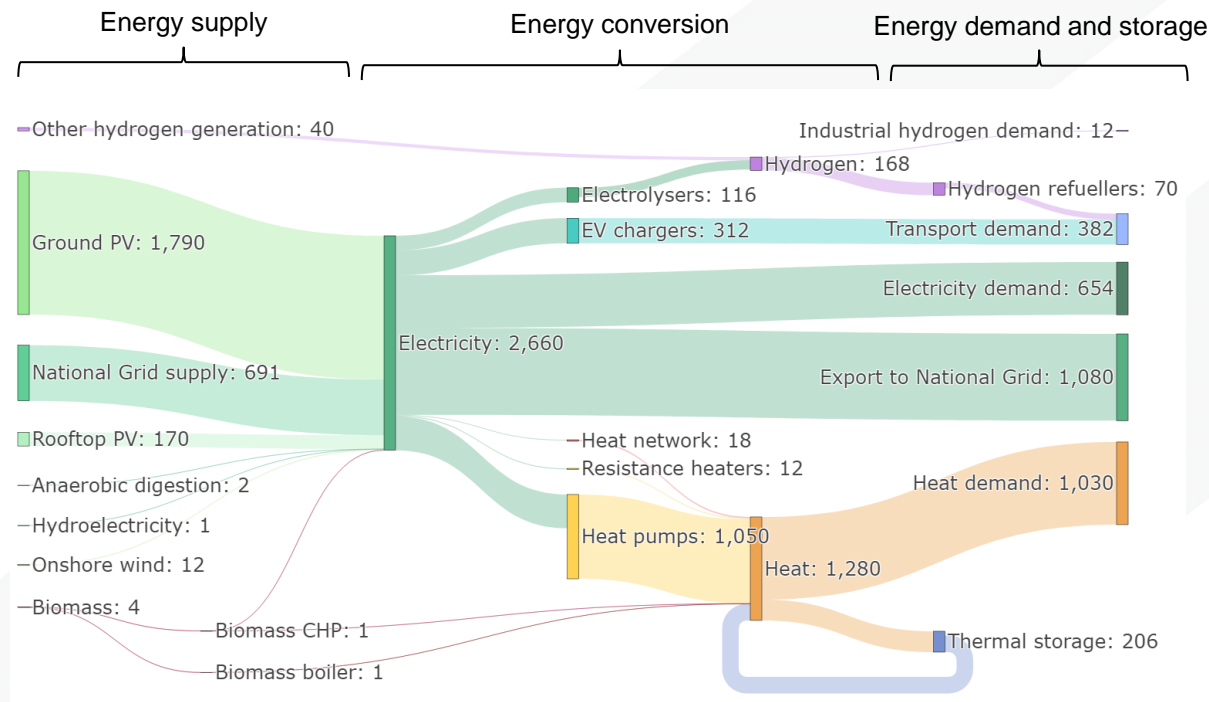 Energy supply
Energy conversion
Energy demand and storage
Other hydrogen generation: 40
Industrial hydrogen demand: 12
Hydrogen: 168
Hydrogen refuellers: 70
Electrolysers: 116
EV chargers: 312
Transport demand: 382
Ground PV: 1,790
Electricity demand: 654
Electricity: 2,660
National Grid supply: 691
Export to National Grid: 1,080
Rooftop PV: 170
Heat network: 18
Resistance heaters: 12
Anaerobic digestion: 2
Heat demand: 1,030
Hydroelectricity: 1
Heat pumps: 1,050
Onshore wind: 12
Heat: 1,280
Biomass: 4
Biomass CHP: 1
Thermal storage: 206
Biomass boiler: 1